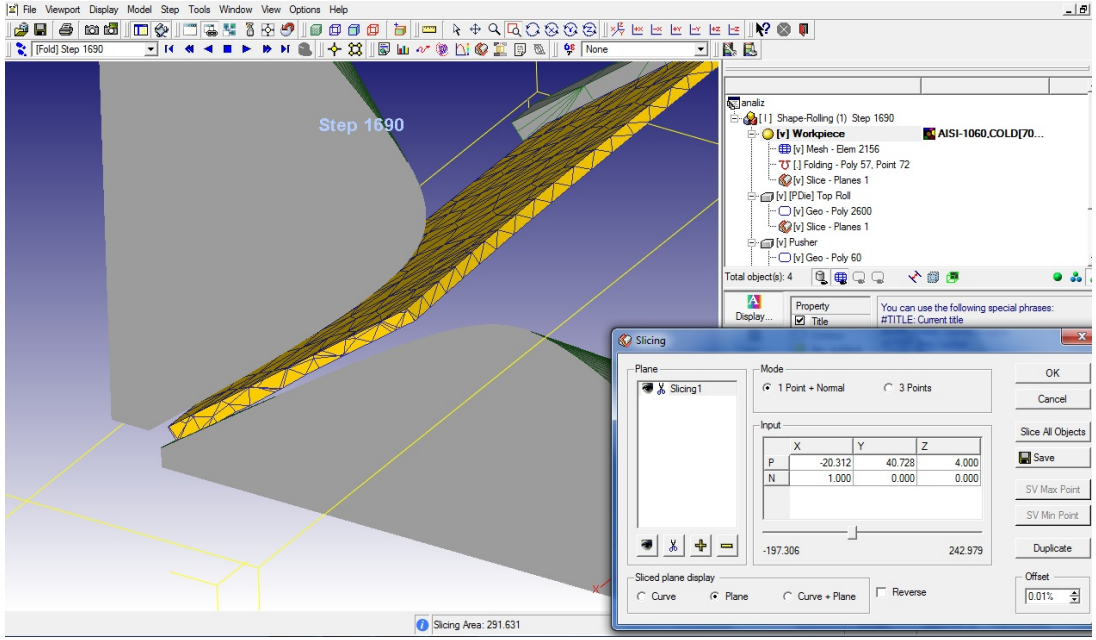 File Viewport Display Model Step Tools Window View Options Help
[Fold] Step 1690
None
Step 1690
analiz
[1] Shape-Rolling (1) Step 1690
[v] Workpiece AISI-1060,COLD[70...
[v] Mesh - Elem 2156
[.] Folding - Poly 57, Point 72
[v] Slice - Planes 1
[v] [PDie] Top Roll
[v] Geo - Poly 2600
[v] Slice - Planes 1
[v] Pusher
[v] Geo - Poly 60
Total object(s): 4
Display...
Property
Title
You can use the following special phrases:
#TITLE: Current title
Slicing
Plane
Slicing1
Mode
1 Point + Normal
3 Points
Input
X Y Z
P -20.312 40.728 4.000
N 1.000 0.000 0.000
-197.306 242.979
Sliced plane display
Curve
Plane
Curve + Plane
Reverse
OK
Cancel
Slice All Objects
Save
SV Max Point
SV Min Point
Duplicate
Offset
0.01%
X
Slicing Area: 291.631